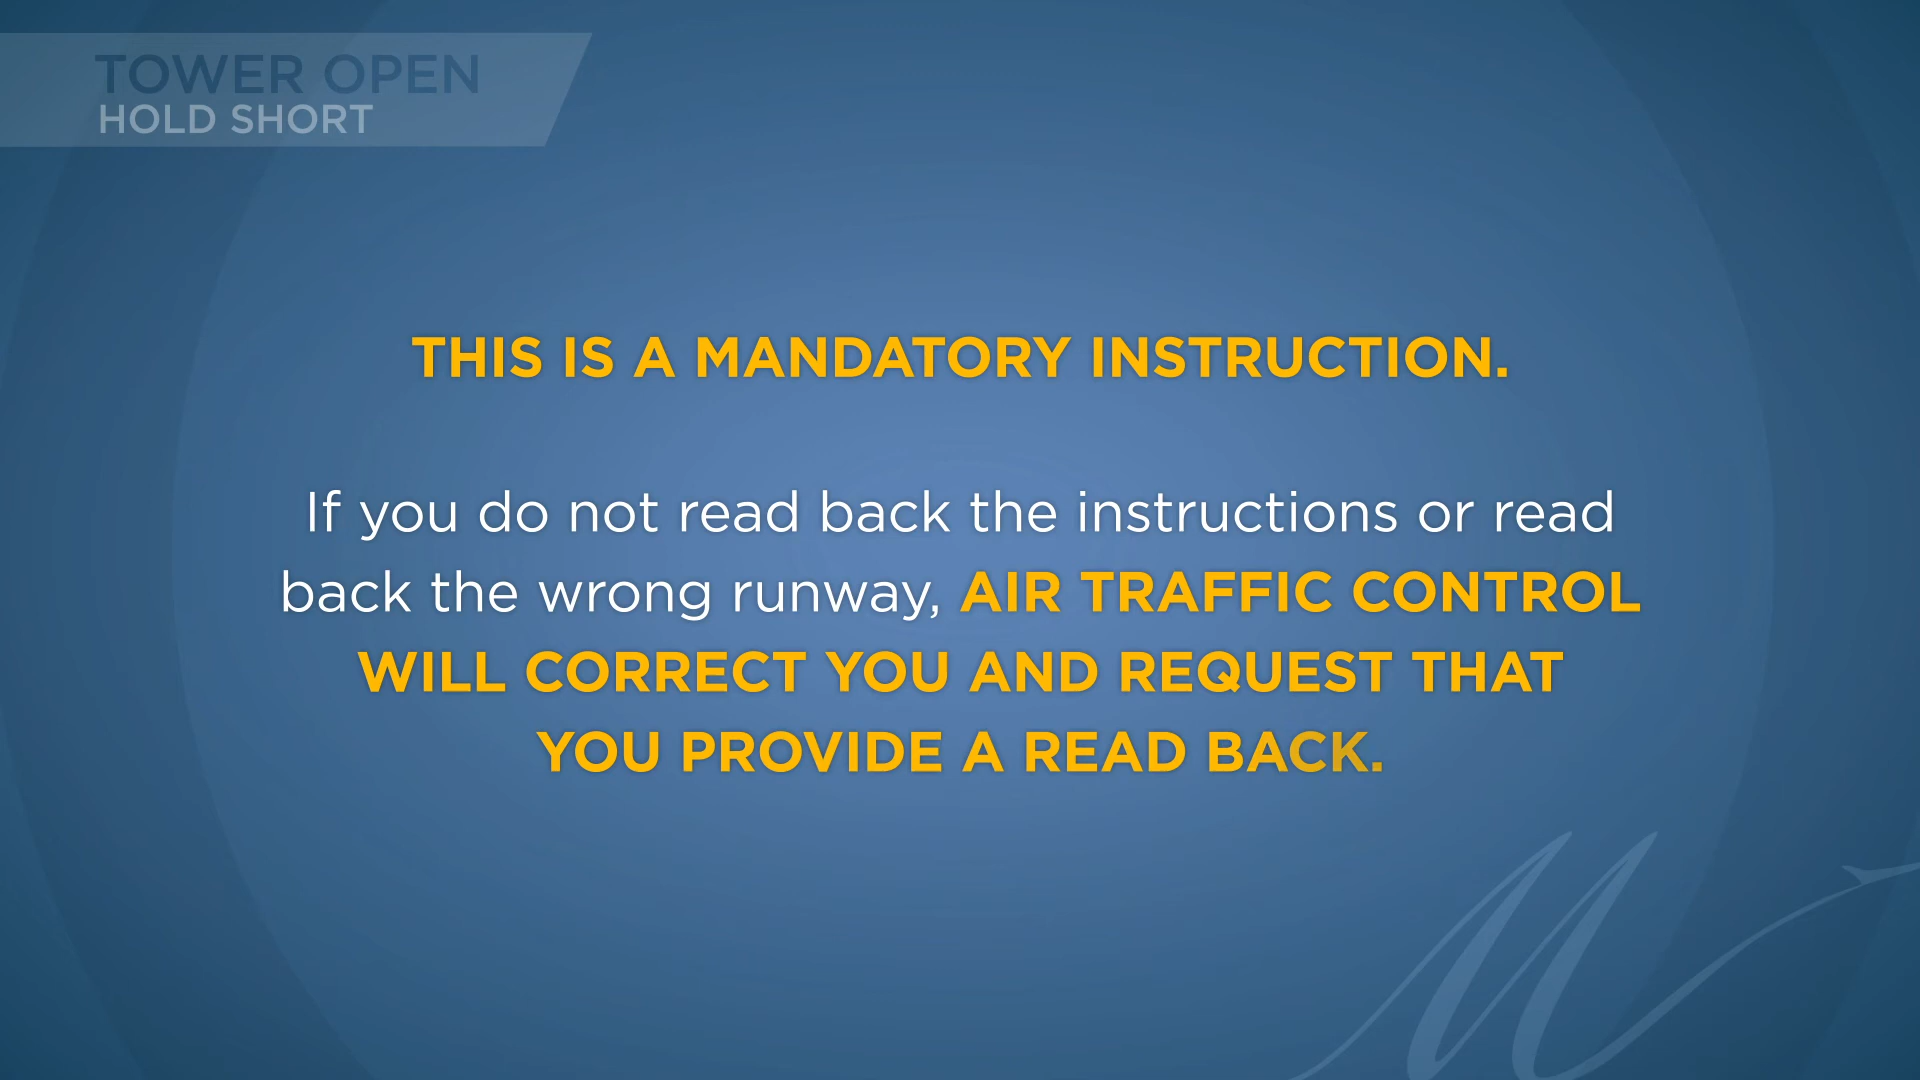 TOWER OPEN
HOLD SHORT
THIS IS A MANDATORY INSTRUCTION.
If you do not read back the instructions or read
back the wrong runway, AIR TRAFFIC CONTROL
WILL CORRECT YOU AND REQUEST THAT
YOU PROVIDE A READ BACK.